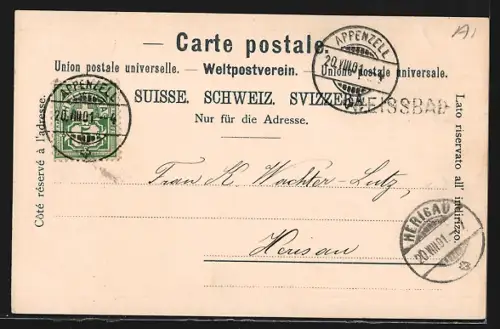 — Carte postale. —
Union postale universelle. — Weltpostverein. — Unione postale universale.
SUISSE. SCHWEIZ. SVIZZERA.
Nur für die Adresse.
Côté réservé à l'adresse.
Lato riservato all' indirizzo.
APPENZELL
20.VIII.01
APPENZELL
20.VIII.01
WEISSBAD
Frau K Wachter-Lutz,
Herisau
HERISAU
20.VIII.01